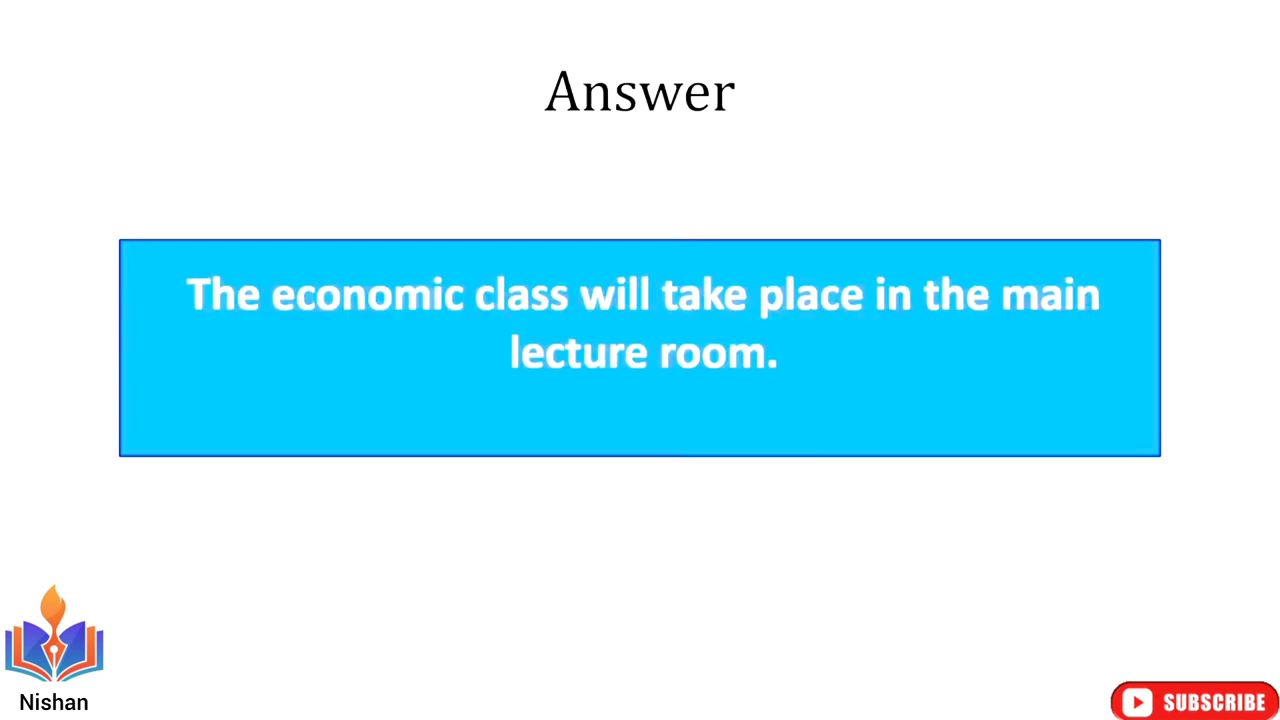 Answer
The economic class will take place in the main
lecture room.
Nishan
SUBSCRIBE